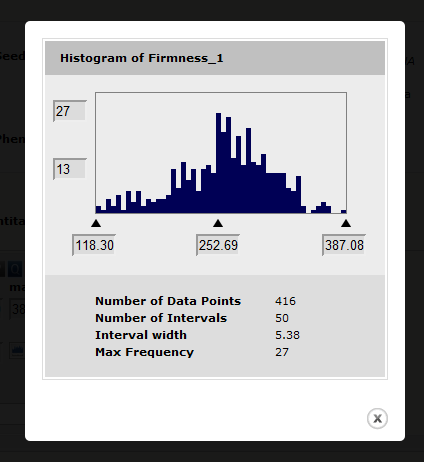 Histogram of Firmness_1
27
13
118.30 252.69 387.08
Number of Data Points 416
Number of Intervals 50
Interval width 5.38
Max Frequency 27